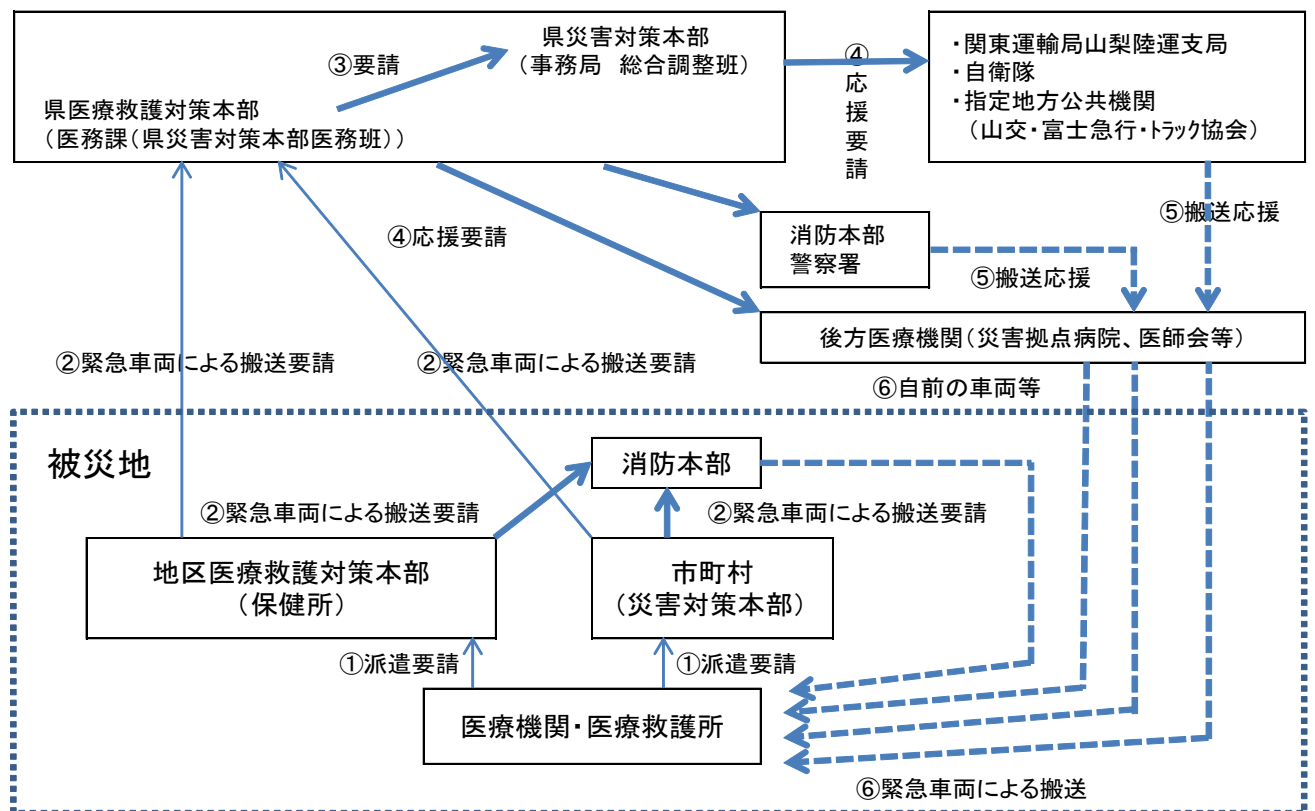 県災害対策本部
（事務局　総合調整班）
③要請
県医療救護対策本部
（医務課（県災害対策本部医務班））
④応援要請
・関東運輸局山梨陸運支局
・自衛隊
・指定地方公共機関
（山交・富士急行・トラック協会）
⑤搬送応援
④応援要請
消防本部
警察署
⑤搬送応援
後方医療機関（災害拠点病院、医師会等）
②緊急車両による搬送要請
②緊急車両による搬送要請
⑥自前の車両等
被災地
消防本部
②緊急車両による搬送要請
②緊急車両による搬送要請
地区医療救護対策本部
（保健所）
市町村
（災害対策本部）
①派遣要請
①派遣要請
医療機関・医療救護所
⑥緊急車両による搬送